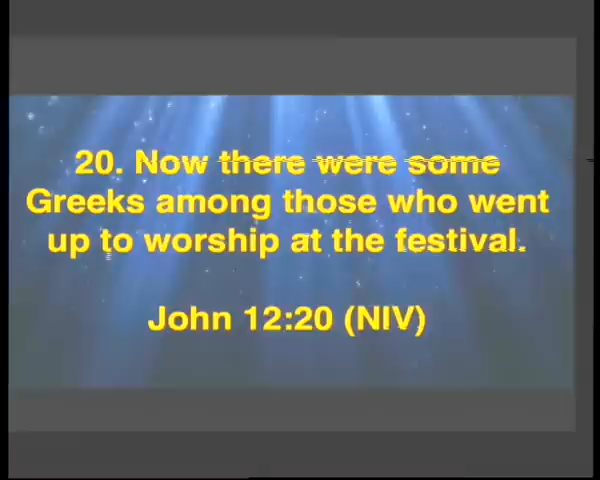 20. Now there were some
Greeks among those who went
up to worship at the festival.
John 12:20 (NIV)